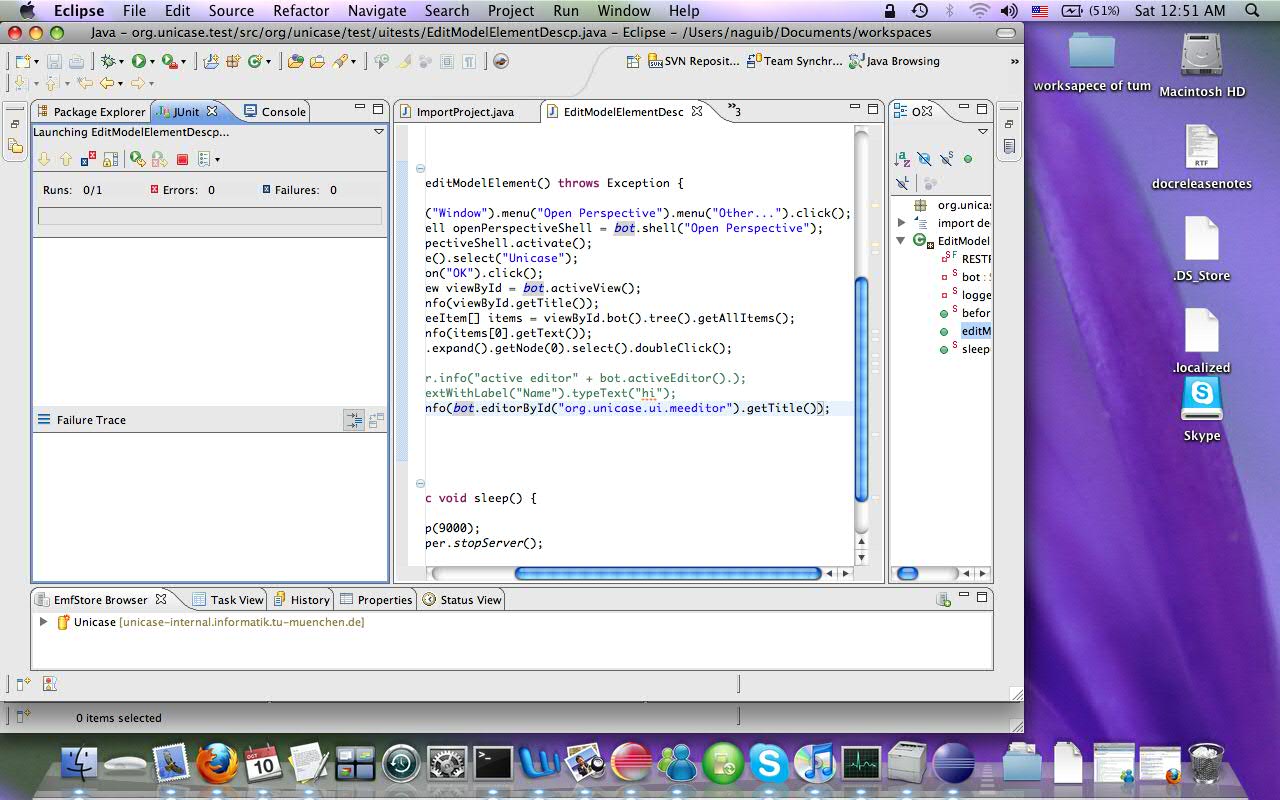 Eclipse File Edit Source Refactor Navigate Search Project Run Window Help (51%) Sat 12:51 AM
Java - org.unicase.test/src/org/unicase/test/uitests/EditModelElementDescp.java - Eclipse - /Users/naguib/Documents/workspaces
SVN Reposit... Team Synchr... Java Browsing »
Package Explorer JUnit Console
Launching EditModelElementDescp...
Runs: 0/1 Errors: 0 Failures: 0
Failure Trace
ImportProject.java EditModelElementDesc »3
editModelElement() throws Exception {
("Window").menu("Open Perspective").menu("Other...").click();
ell openPerspectiveShell = bot.shell("Open Perspective");
pectiveShell.activate();
e().select("Unicase");
on("OK").click();
ew viewById = bot.activeView();
nfo(viewById.getTitle());
eeItem[] items = viewById.bot().tree().getAllItems();
nfo(items[0].getText());
.expand().getNode(0).select().doubleClick();
r.info("active editor" + bot.activeEditor().);
extWithLabel("Name").typeText("hi");
nfo(bot.editorById("org.unicase.ui.meeditor").getTitle());
c void sleep() {
p(9000);
per.stopServer();
O
org.unica
import de
EditModel
RESTF
bot :
logge
befor
editM
sleep
EmfStore Browser Task View History Properties Status View
Unicase [unicase-internal.informatik.tu-muenchen.de]
0 items selected
worksapece of tum
Macintosh HD
RTF
docreleasenotes
.DS_Store
.localized
Skype
OCT
10